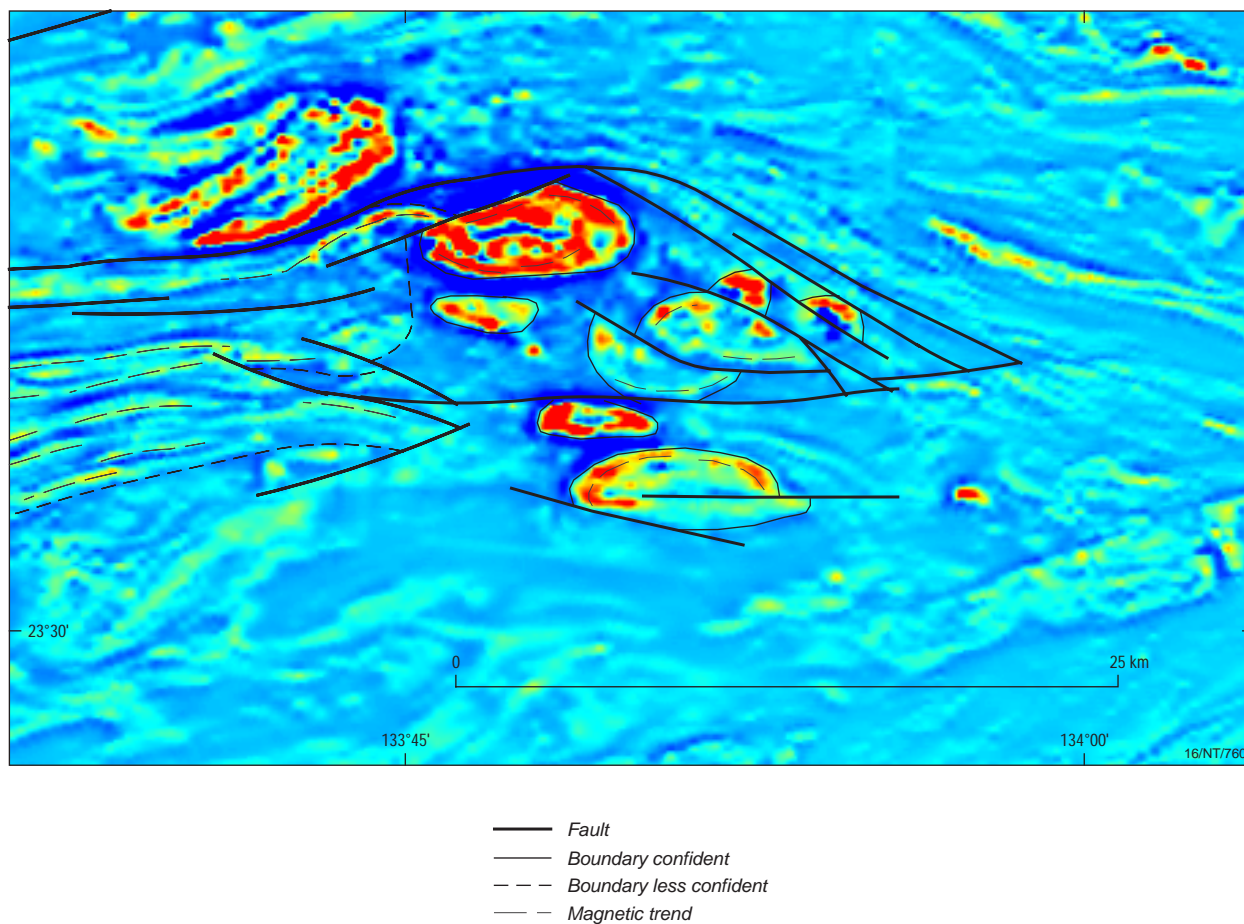 23°30'
0
25 km
133°45'
134°00'
16/NT/760
Fault
Boundary confident
Boundary less confident
Magnetic trend